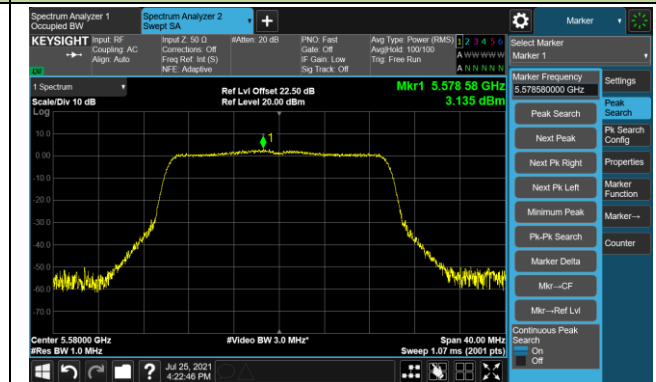 Spectrum Analyzer 1
Occupied BW
Spectrum Analyzer 2
Swept SA
Marker
KEYSIGHT
Input: RF
Coupling: AC
Align: Auto
Input Z: 50 Ω
Corrections: Off
Freq Ref: Int (S)
NFE: Adaptive
#Atten: 20 dB
PNO: Fast
Gate: Off
IF Gain: Low
Sig Track: Off
Avg Type: Power (RMS)
Avg|Hold: 100/100
Trig: Free Run
1 2 3 4 5 6
A W W W W W
A N N N N N
LXI
Select Marker
Marker 1
1 Spectrum
Scale/Div 10 dB
Log
Ref Lvl Offset 22.50 dB
Ref Level 20.00 dBm
Mkr1 5.578 58 GHz
3.135 dBm
10.0
0.00
-10.0
-20.0
-30.0
-40.0
-50.0
-60.0
-70.0
1
Center 5.58000 GHz
#Res BW 1.0 MHz
#Video BW 3.0 MHz*
Span 40.00 MHz
Sweep 1.07 ms (2001 pts)
Marker Frequency
5.578580000 GHz
Peak Search
Next Peak
Next Pk Right
Next Pk Left
Minimum Peak
Pk-Pk Search
Marker Delta
Mkr→CF
Mkr→Ref Lvl
Continuous Peak
Search
On
Off
Settings
Peak
Search
Pk Search
Config
Properties
Marker
Function
Marker→
Counter
?
Jul 25, 2021
4:22:46 PM